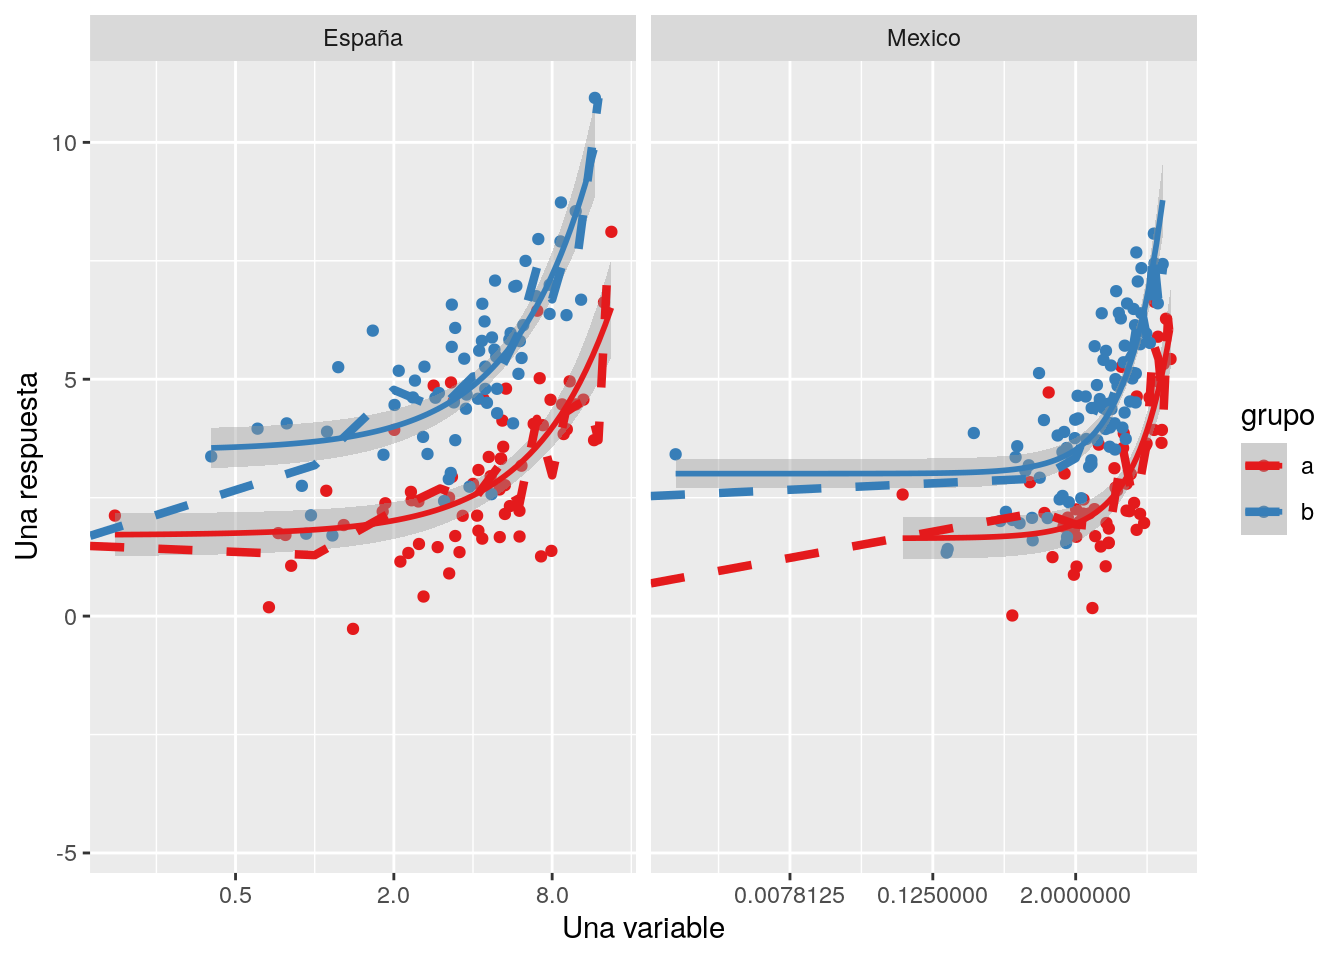 España
Mexico
Una respuesta
10
5
0
-5
0.5
2.0
8.0
0.0078125
0.1250000
2.0000000
Una variable
grupo
a
b